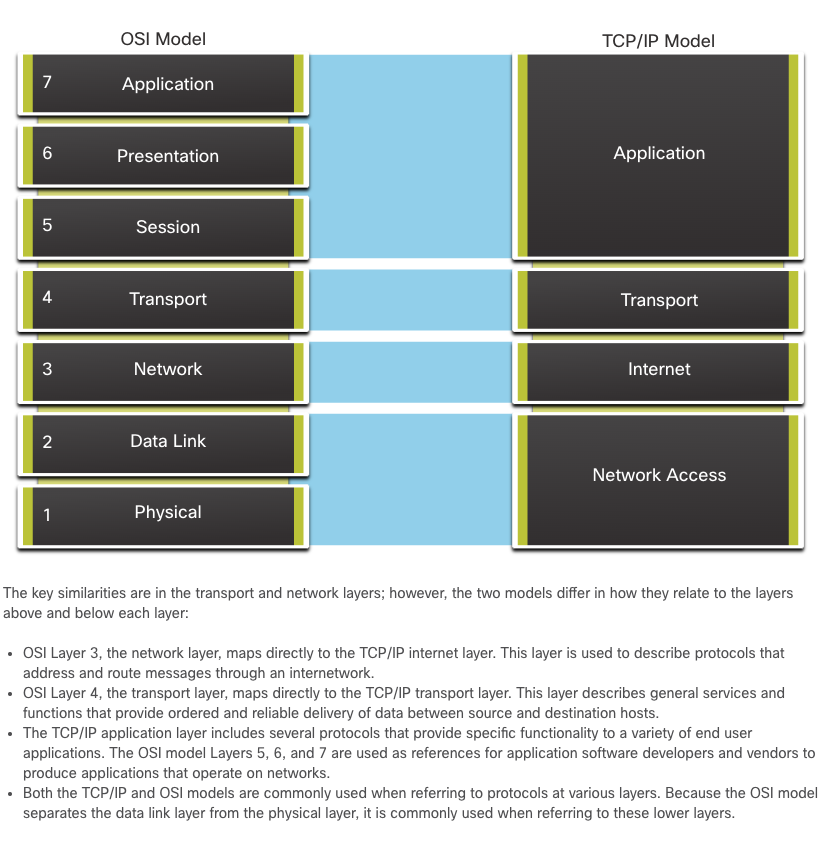 OSI Model
TCP/IP Model
7 Application
6 Presentation
5 Session
4 Transport
3 Network
2 Data Link
1 Physical
Application
Transport
Internet
Network Access
The key similarities are in the transport and network layers; however, the two models differ in how they relate to the layers
above and below each layer:
• OSI Layer 3, the network layer, maps directly to the TCP/IP internet layer. This layer is used to describe protocols that
address and route messages through an internetwork.
• OSI Layer 4, the transport layer, maps directly to the TCP/IP transport layer. This layer describes general services and
functions that provide ordered and reliable delivery of data between source and destination hosts.
• The TCP/IP application layer includes several protocols that provide specific functionality to a variety of end user
applications. The OSI model Layers 5, 6, and 7 are used as references for application software developers and vendors to
produce applications that operate on networks.
• Both the TCP/IP and OSI models are commonly used when referring to protocols at various layers. Because the OSI model
separates the data link layer from the physical layer, it is commonly used when referring to these lower layers.